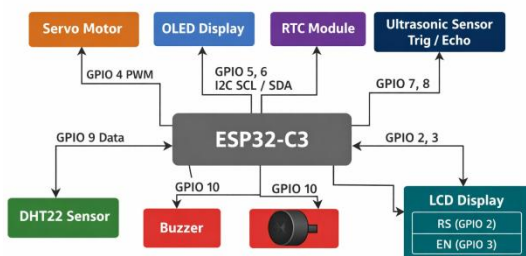 Servo Motor
OLED Display
RTC Module
Ultrasonic Sensor
Trig / Echo
GPIO 4 PWM
GPIO 5, 6
I2C SCL / SDA
GPIO 7, 8
ESP32-C3
GPIO 9 Data
GPIO 2, 3
GPIO 10
GPIO 10
DHT22 Sensor
Buzzer
LCD Display
RS (GPIO 2)
EN (GPIO 3)